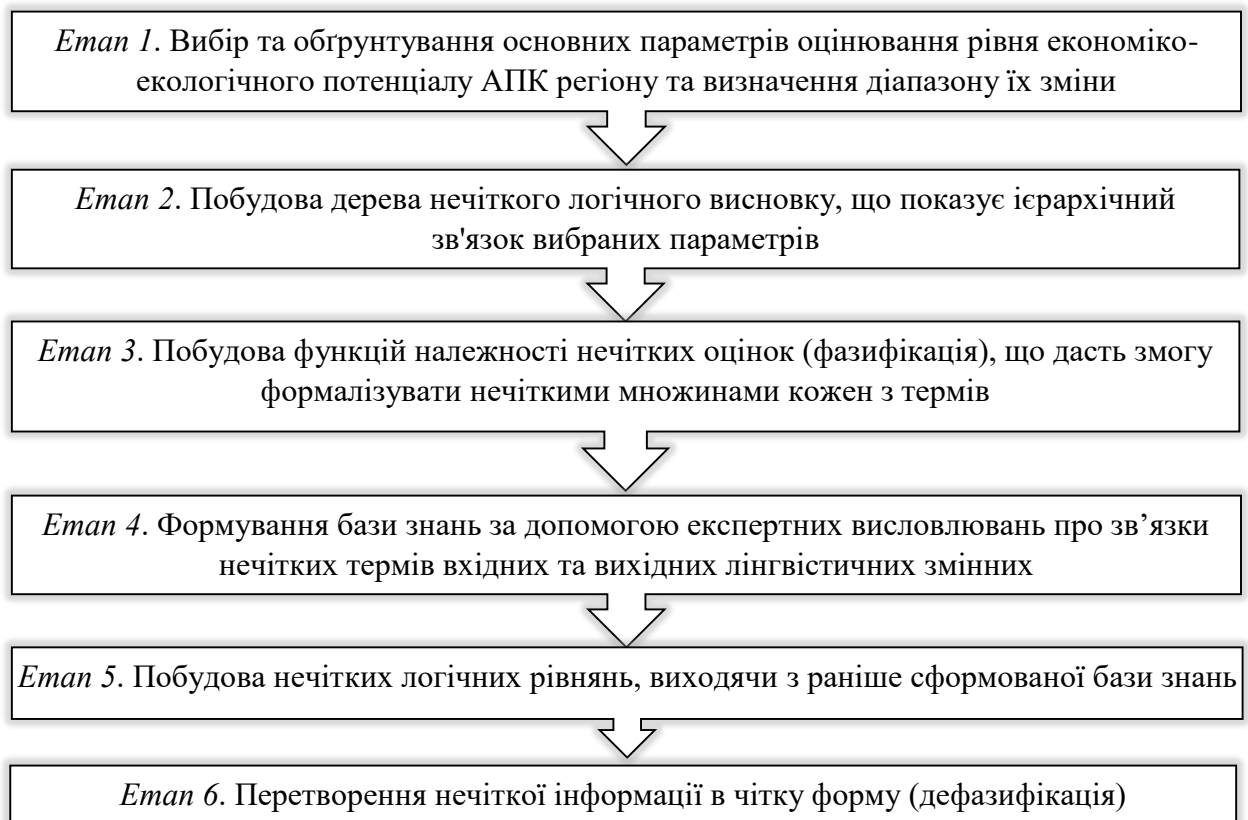 Етап 1. Вибір та обґрунтування основних параметрів оцінювання рівня економіко-
екологічного потенціалу АПК регіону та визначення діапазону їх зміни
Етап 2. Побудова дерева нечіткого логічного висновку, що показує ієрархічний
зв'язок вибраних параметрів
Етап 3. Побудова функцій належності нечітких оцінок (фазифікація), що дасть змогу
формалізувати нечіткими множинами кожен з термів
Етап 4. Формування бази знань за допомогою експертних висловлювань про зв’язки
нечітких термів вхідних та вихідних лінгвістичних змінних
Етап 5. Побудова нечітких логічних рівнянь, виходячи з раніше сформованої бази знань
Етап 6. Перетворення нечіткої інформації в чітку форму (дефазифікація)